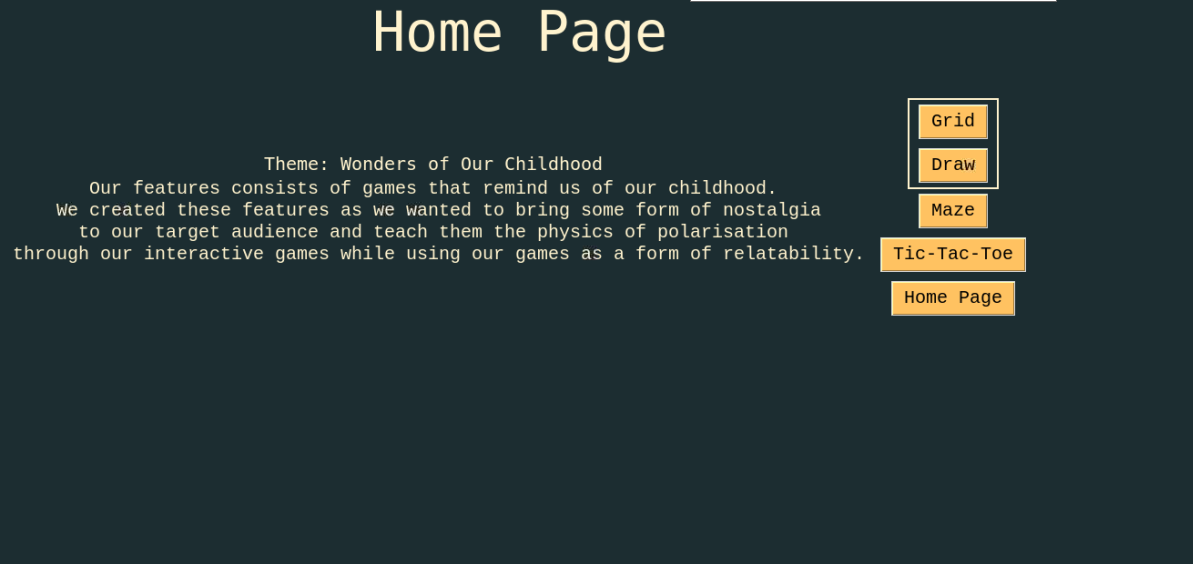 Home Page
Theme: Wonders of Our Childhood
Our features consists of games that remind us of our childhood.
We created these features as we wanted to bring some form of nostalgia
to our target audience and teach them the physics of polarisation
through our interactive games while using our games as a form of relatability.
Grid
Draw
Maze
Tic-Tac-Toe
Home Page